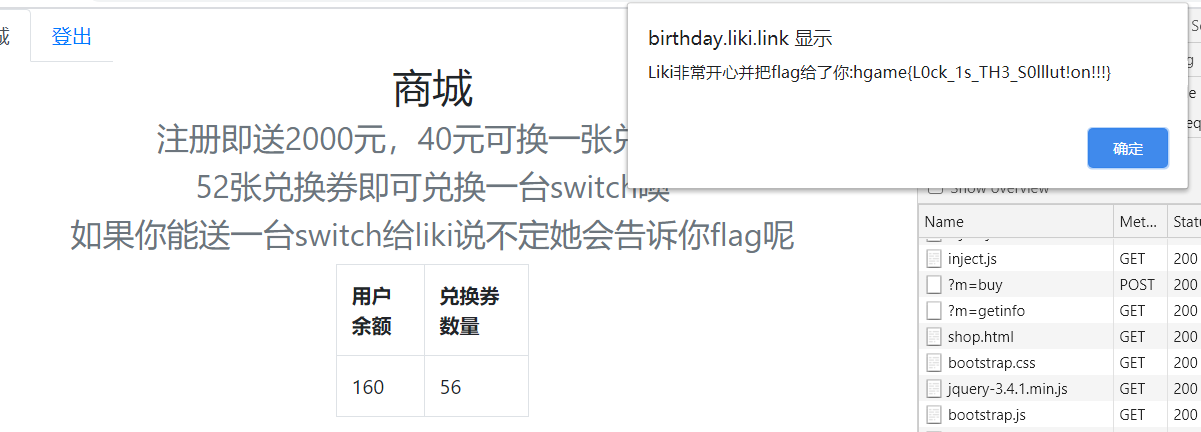 城
登出
birthday.liki.link 显示
Liki非常开心并把flag给了你:hgame{L0ck_1s_TH3_S0lllut!on!!!}
确定
商城
注册即送2000元，40元可换一张兑
52张兑换券即可兑换一台switch噢
如果你能送一台switch给liki说不定她会告诉你flag呢
用户余额
兑换券数量
160
56
Show overview
Name
Met...
Statu
inject.js
GET
200
?m=buy
POST
200
?m=getinfo
GET
200
shop.html
GET
200
bootstrap.css
GET
200
jquery-3.4.1.min.js
GET
200
bootstrap.js
GET
200